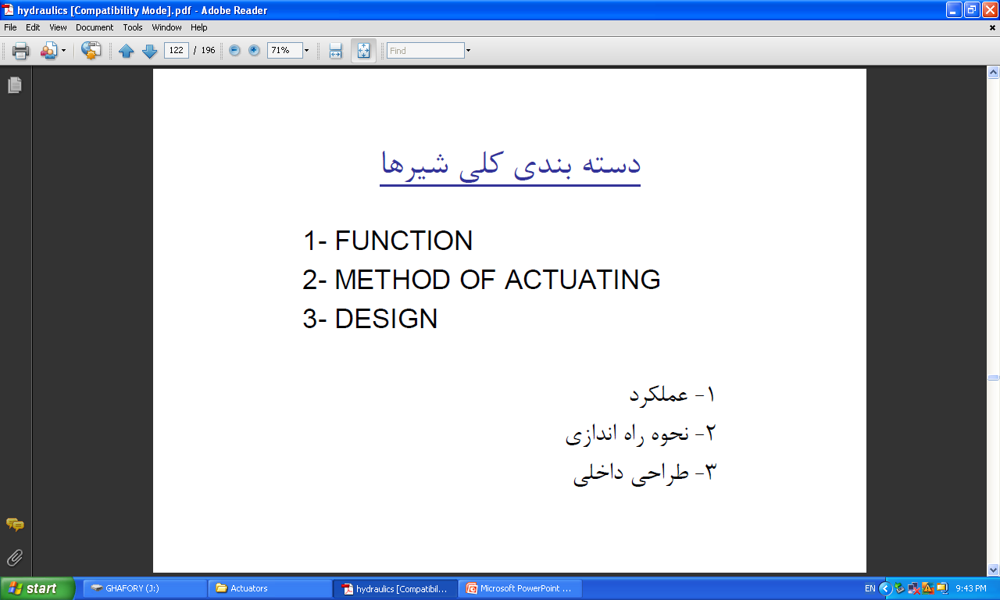 hydraulics [Compatibility Mode].pdf - Adobe Reader
File Edit View Document Tools Window Help
122 / 196 71% Find
دسته بندی کلی شیرها
1- FUNCTION
2- METHOD OF ACTUATING
3- DESIGN
۱- عملکرد
۲- نحوه راه اندازی
۳- طراحی داخلی
start GHAFORY (J:) Actuators hydraulics [Compatibil... Microsoft PowerPoint ... EN 9:43 PM